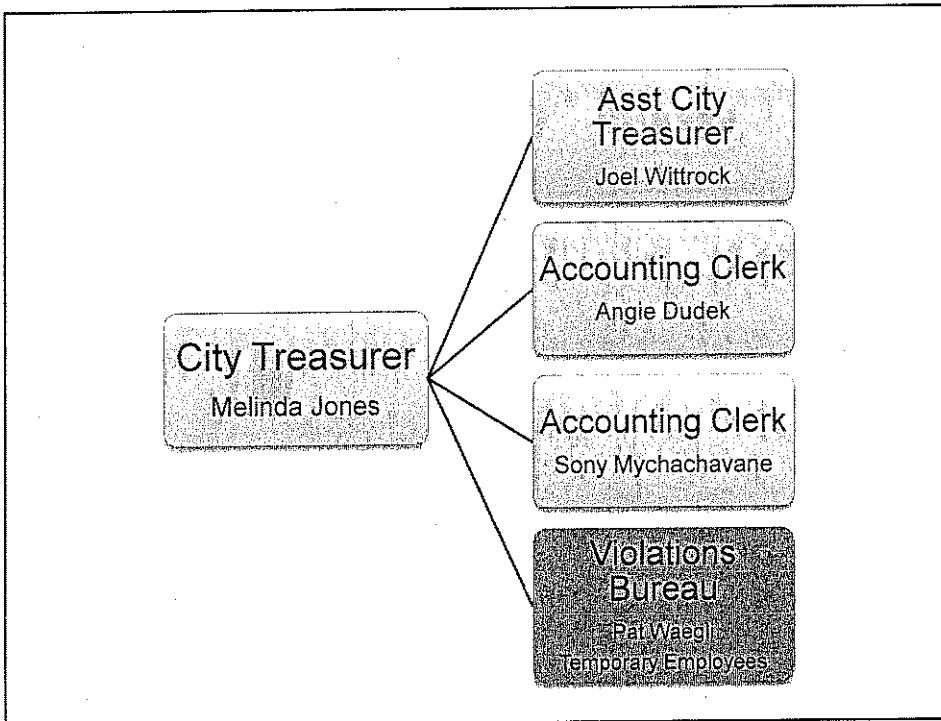 City Treasurer
Melinda Jones
Asst City
Treasurer
Joel Wittrock
Accounting Clerk
Angie Dudek
Accounting Clerk
Sony Mychachavane
Violations
Bureau
Pat Waegli
Temporary Employees